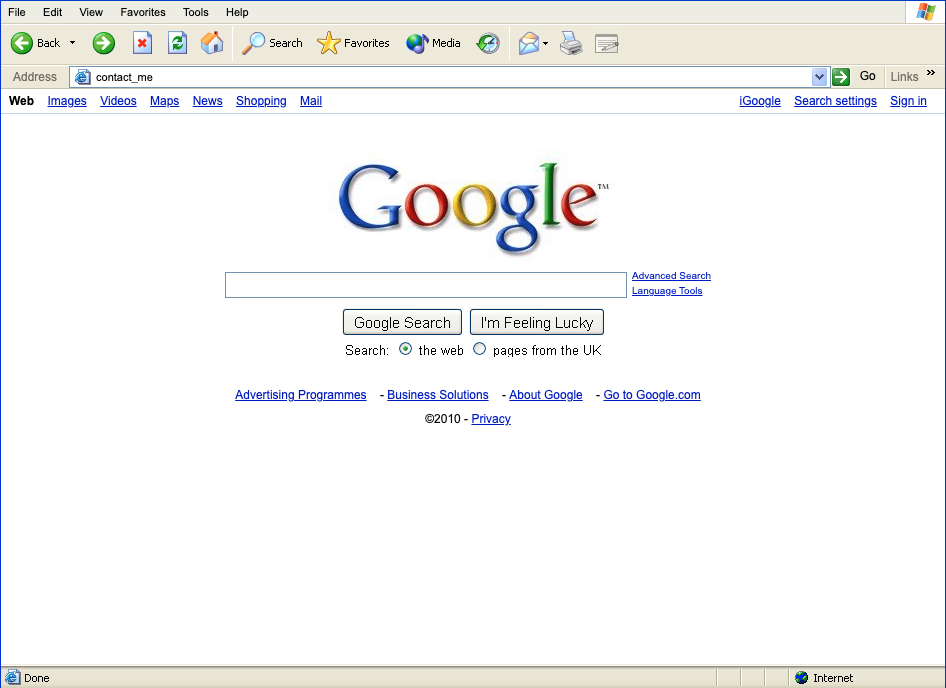 File Edit View Favorites Tools Help
Back Search Favorites Media
Address contact_me Go Links »
Web Images Videos Maps News Shopping Mail iGoogle Search settings Sign in
Google™
Advanced Search
Language Tools
Google Search I'm Feeling Lucky
Search: the web pages from the UK
Advertising Programmes - Business Solutions - About Google - Go to Google.com
©2010 - Privacy
Done Internet